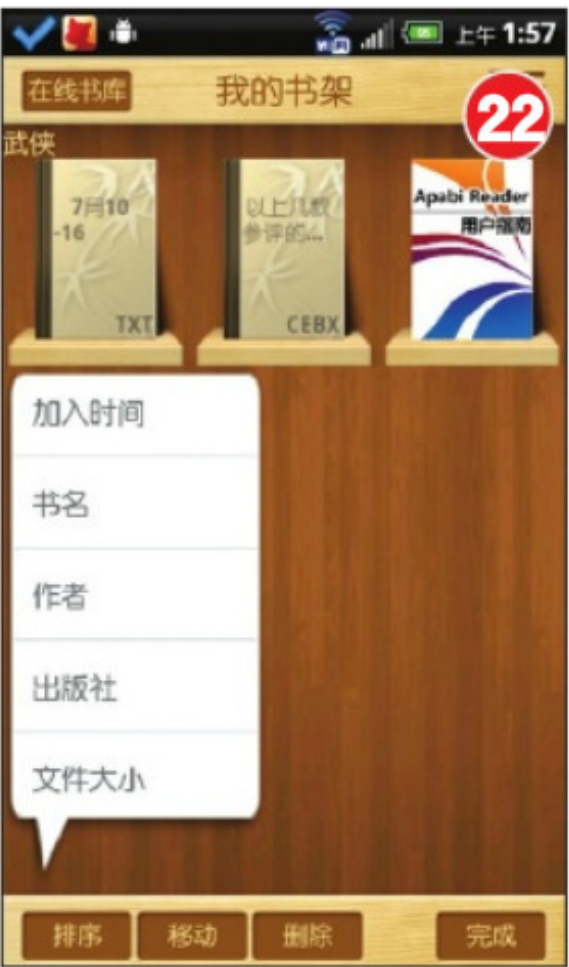 上午 1:57
在线书库
我的书架
22
武侠
7月10
-16
TXT
以上几数
参评的...
CEBX
Apabi Reader
用户指南
加入时间
书名
作者
出版社
文件大小
排序
移动
删除
完成